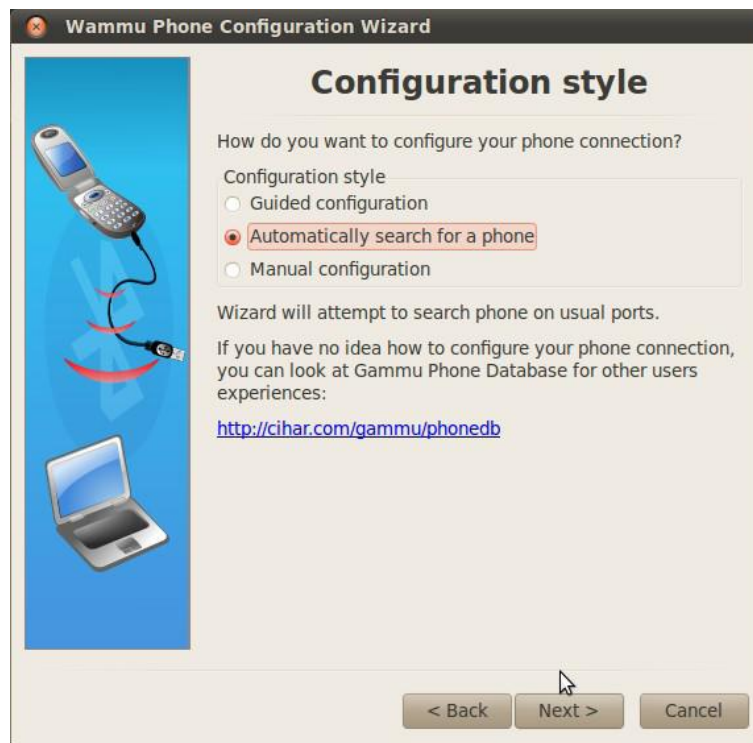 Wammu Phone Configuration Wizard
Configuration style
How do you want to configure your phone connection?
Configuration style
Guided configuration
Automatically search for a phone
Manual configuration
Wizard will attempt to search phone on usual ports.
If you have no idea how to configure your phone connection,
you can look at Gammu Phone Database for other users
experiences:
http://cihar.com/gammu/phonedb
< Back Next > Cancel